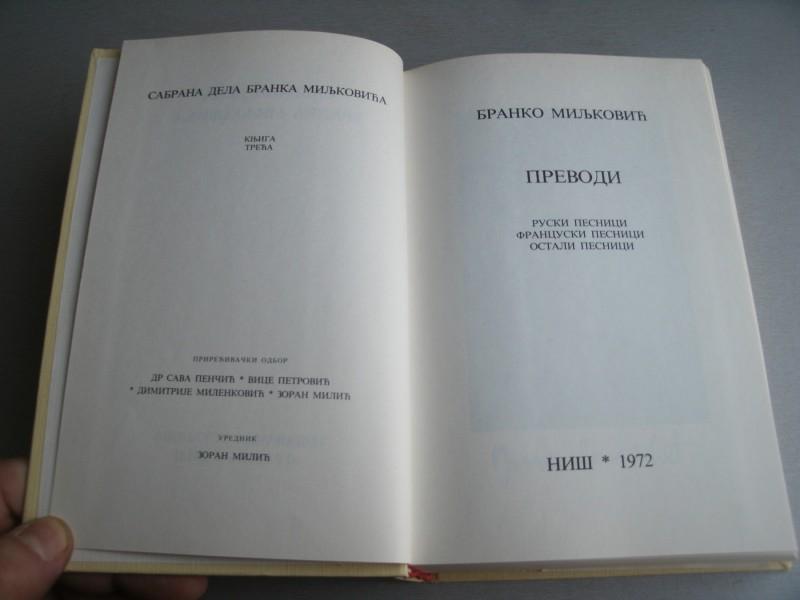 САБРАНА ДЕЛА БРАНКА МИЉКОВИЋА
КЊИГА
ТРЕЋА
ПРИРЕЂИВАЧКИ ОДБОР
ДР САВА ПЕНЧИЋ * ВИЦЕ ПЕТРОВИЋ
* ДИМИТРИЈЕ МИЛЕНКОВИЋ * ЗОРАН МИЛИЋ
УРЕДНИК
ЗОРАН МИЛИЋ
БРАНКО МИЉКОВИЋ
ПРЕВОДИ
РУСКИ ПЕСНИЦИ
ФРАНЦУСКИ ПЕСНИЦИ
ОСТАЛИ ПЕСНИЦИ
НИШ * 1972